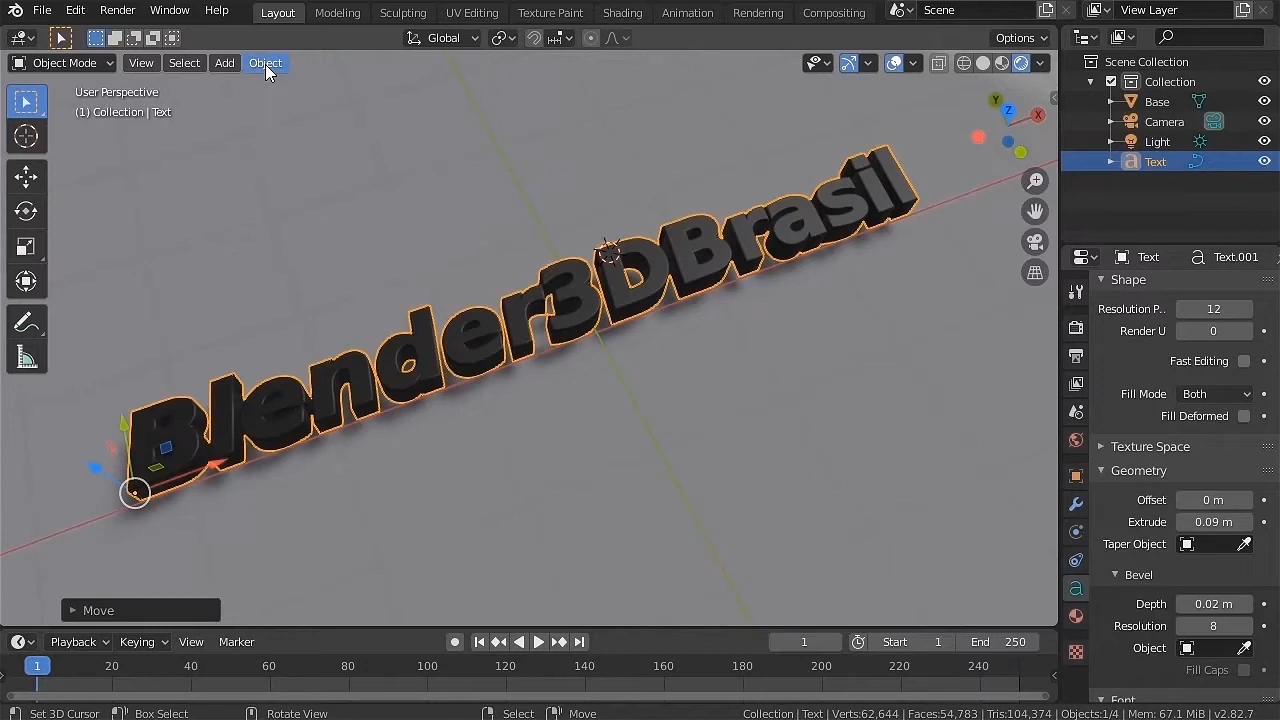 File Edit Render Window Help Layout Modeling Sculpting UV Editing Texture Paint Shading Animation Rendering Compositing Scene View Layer
Global Options
Object Mode View Select Add Object
User Perspective
(1) Collection | Text
Y
Z
X
Blender3DBrasil
Move
Scene Collection
Collection
Base
Camera
Light
a Text
Text a Text.001
Shape
Resolution P.. 12
Render U 0
Fast Editing
Fill Mode Both
Fill Deformed
Texture Space
Geometry
Offset 0 m
Extrude 0.09 m
Taper Object
Bevel
Depth 0.02 m
Resolution 8
Object
Fill Caps
Font
Playback Keying View Marker 1 Start 1 End 250
1 20 40 60 80 100 120 140 160 180 200 220 240
Set 3D Cursor Box Select Rotate View Select Move Collection | Text | Verts:62,644 | Faces:54,783 | Tris:104,374 | Objects:1/4 | Mem: 67.1 MiB | v2.82.7